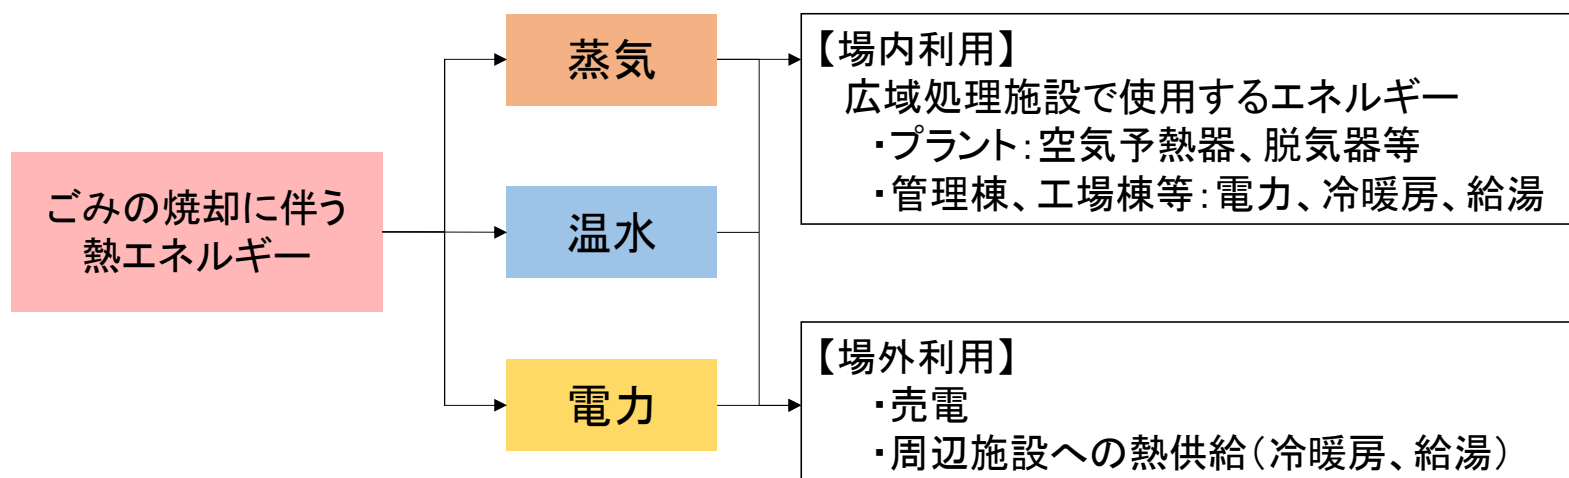 ごみの焼却に伴う
熱エネルギー
蒸気
温水
電力
【場内利用】
広域処理施設で使用するエネルギー
・プラント:空気予熱器、脱気器等
・管理棟、工場棟等:電力、冷暖房、給湯
【場外利用】
・売電
・周辺施設への熱供給(冷暖房、給湯)